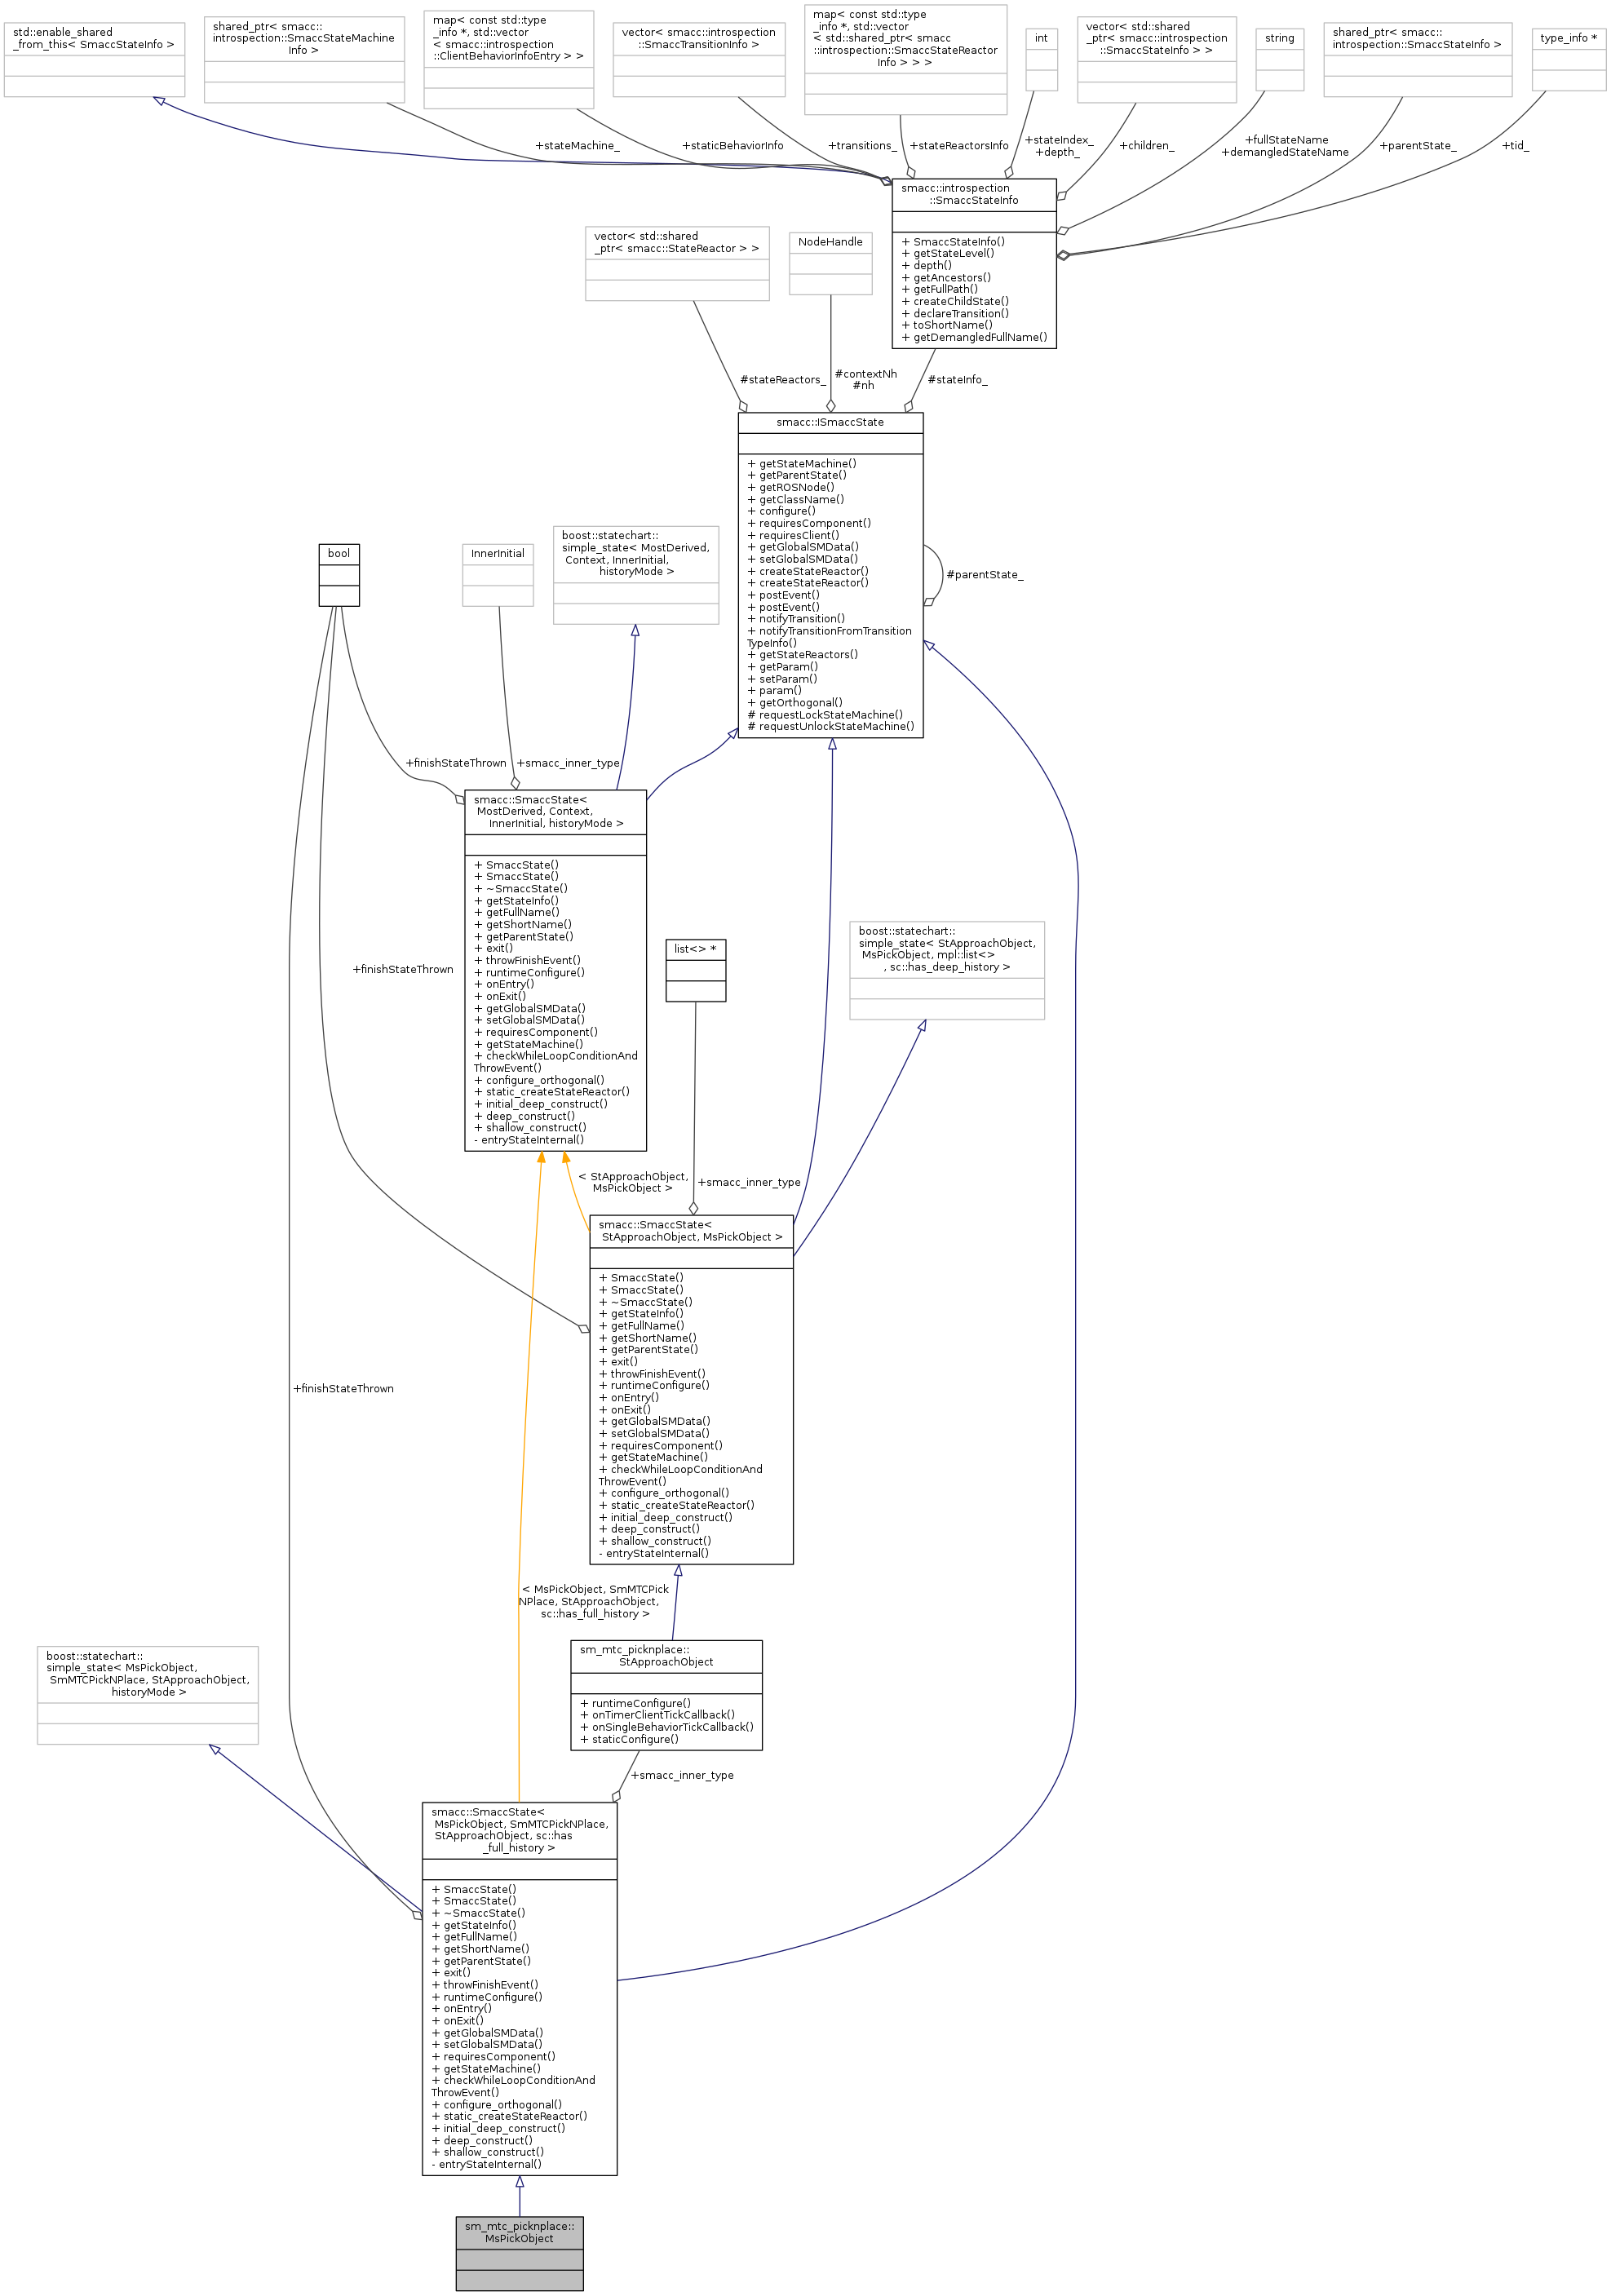 std::enable_shared
_from_this< SmaccStateInfo >
shared_ptr< smacc::
introspection::SmaccStateMachine
Info >
map< const std::type
_info *, std::vector
< smacc::introspection
::ClientBehaviorInfoEntry > >
vector< smacc::introspection
::SmaccTransitionInfo >
map< const std::type
_info *, std::vector
< std::shared_ptr< smacc
::introspection::SmaccStateReactor
Info > > >
int
vector< std::shared
_ptr< smacc::introspection
::SmaccStateInfo > >
string
shared_ptr< smacc::
introspection::SmaccStateInfo >
type_info *
+stateMachine_
+staticBehaviorInfo
+transitions_
+stateReactorsInfo
+stateIndex_
+depth_
+children_
+fullStateName
+demangledStateName
+parentState_
+tid_
smacc::introspection
::SmaccStateInfo
+ SmaccStateInfo()
+ getStateLevel()
+ depth()
+ getAncestors()
+ getFullPath()
+ createChildState()
+ declareTransition()
+ toShortName()
+ getDemangledFullName()
vector< std::shared
_ptr< smacc::StateReactor > >
NodeHandle
#stateReactors_
#contextNh
#nh
#stateInfo_
smacc::ISmaccState
+ getStateMachine()
+ getParentState()
+ getROSNode()
+ getClassName()
+ configure()
+ requiresComponent()
+ requiresClient()
+ getGlobalSMData()
+ setGlobalSMData()
+ createStateReactor()
+ createStateReactor()
+ postEvent()
+ postEvent()
+ notifyTransition()
+ notifyTransitionFromTransition
TypeInfo()
+ getStateReactors()
+ getParam()
+ setParam()
+ param()
+ getOrthogonal()
# requestLockStateMachine()
# requestUnlockStateMachine()
#parentState_
bool
InnerInitial
boost::statechart::
simple_state< MostDerived,
Context, InnerInitial,
historyMode >
+finishStateThrown
+smacc_inner_type
smacc::SmaccState<
MostDerived, Context,
InnerInitial, historyMode >
+ SmaccState()
+ SmaccState()
+ ~SmaccState()
+ getStateInfo()
+ getFullName()
+ getShortName()
+ getParentState()
+ exit()
+ throwFinishEvent()
+ runtimeConfigure()
+ onEntry()
+ onExit()
+ getGlobalSMData()
+ setGlobalSMData()
+ requiresComponent()
+ getStateMachine()
+ checkWhileLoopConditionAnd
ThrowEvent()
+ configure_orthogonal()
+ static_createStateReactor()
+ initial_deep_construct()
+ deep_construct()
+ shallow_construct()
- entryStateInternal()
+finishStateThrown
list<> *
boost::statechart::
simple_state< StApproachObject,
MsPickObject, mpl::list<>
, sc::has_deep_history >
< StApproachObject,
MsPickObject >
+smacc_inner_type
smacc::SmaccState<
StApproachObject, MsPickObject >
+ SmaccState()
+ SmaccState()
+ ~SmaccState()
+ getStateInfo()
+ getFullName()
+ getShortName()
+ getParentState()
+ exit()
+ throwFinishEvent()
+ runtimeConfigure()
+ onEntry()
+ onExit()
+ getGlobalSMData()
+ setGlobalSMData()
+ requiresComponent()
+ getStateMachine()
+ checkWhileLoopConditionAnd
ThrowEvent()
+ configure_orthogonal()
+ static_createStateReactor()
+ initial_deep_construct()
+ deep_construct()
+ shallow_construct()
- entryStateInternal()
+finishStateThrown
< MsPickObject, SmMTCPick
NPlace, StApproachObject,
sc::has_full_history >
boost::statechart::
simple_state< MsPickObject,
SmMTCPickNPlace, StApproachObject,
historyMode >
sm_mtc_picknplace::
StApproachObject
+ runtimeConfigure()
+ onTimerClientTickCallback()
+ onSingleBehaviorTickCallback()
+ staticConfigure()
+smacc_inner_type
smacc::SmaccState<
MsPickObject, SmMTCPickNPlace,
StApproachObject, sc::has
_full_history >
+ SmaccState()
+ SmaccState()
+ ~SmaccState()
+ getStateInfo()
+ getFullName()
+ getShortName()
+ getParentState()
+ exit()
+ throwFinishEvent()
+ runtimeConfigure()
+ onEntry()
+ onExit()
+ getGlobalSMData()
+ setGlobalSMData()
+ requiresComponent()
+ getStateMachine()
+ checkWhileLoopConditionAnd
ThrowEvent()
+ configure_orthogonal()
+ static_createStateReactor()
+ initial_deep_construct()
+ deep_construct()
+ shallow_construct()
- entryStateInternal()
sm_mtc_picknplace::
MsPickObject